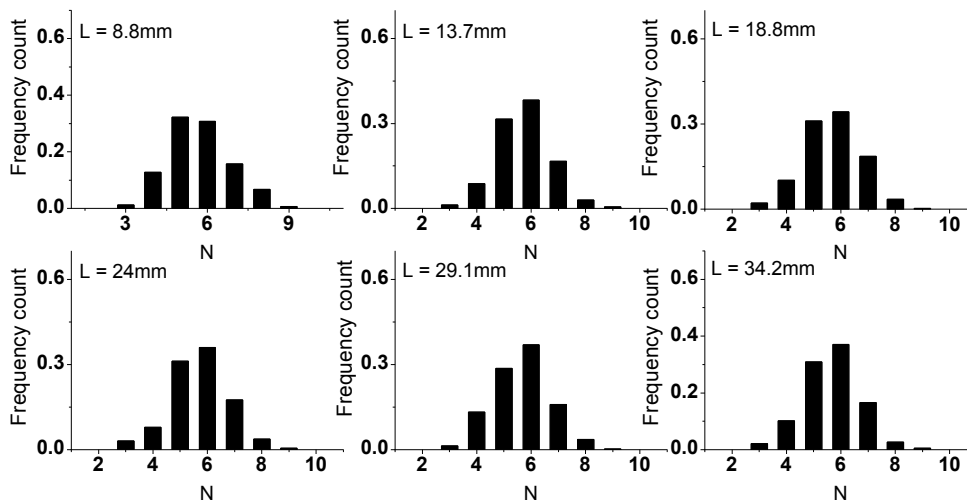 L = 8.8mm
Frequency count
0.6
0.4
0.2
0.0
3 6 9
N
L = 13.7mm
Frequency count
0.6
0.3
0.0
2 4 6 8 10
N
L = 18.8mm
Frequency count
0.6
0.3
0.0
2 4 6 8 10
N
L = 24mm
Frequency count
0.6
0.3
0.0
2 4 6 8 10
N
L = 29.1mm
Frequency count
0.6
0.3
0.0
2 4 6 8 10
N
L = 34.2mm
Frequency count
0.6
0.4
0.2
0.0
2 4 6 8 10
N